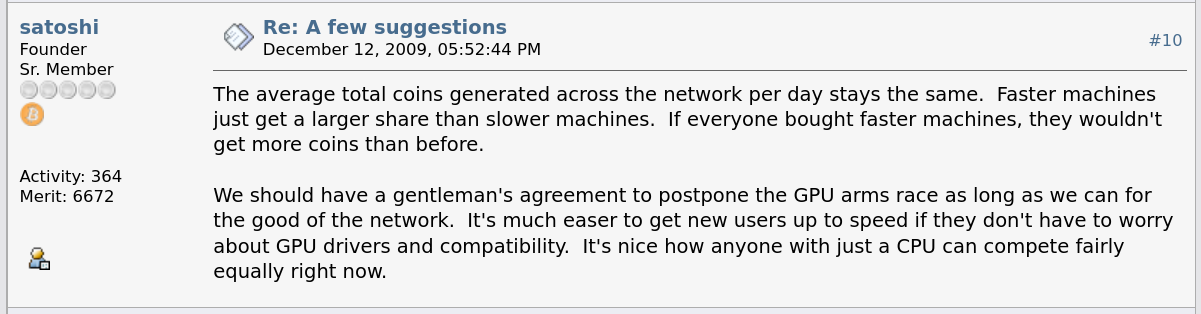 satoshi
Founder
Sr. Member
Activity: 364
Merit: 6672
Re: A few suggestions
December 12, 2009, 05:52:44 PM
#10
The average total coins generated across the network per day stays the same.  Faster machines
just get a larger share than slower machines.  If everyone bought faster machines, they wouldn't
get more coins than before.
We should have a gentleman's agreement to postpone the GPU arms race as long as we can for
the good of the network.  It's much easier to get new users up to speed if they don't have to worry
about GPU drivers and compatibility.  It's nice how anyone with just a CPU can compete fairly
equally right now.